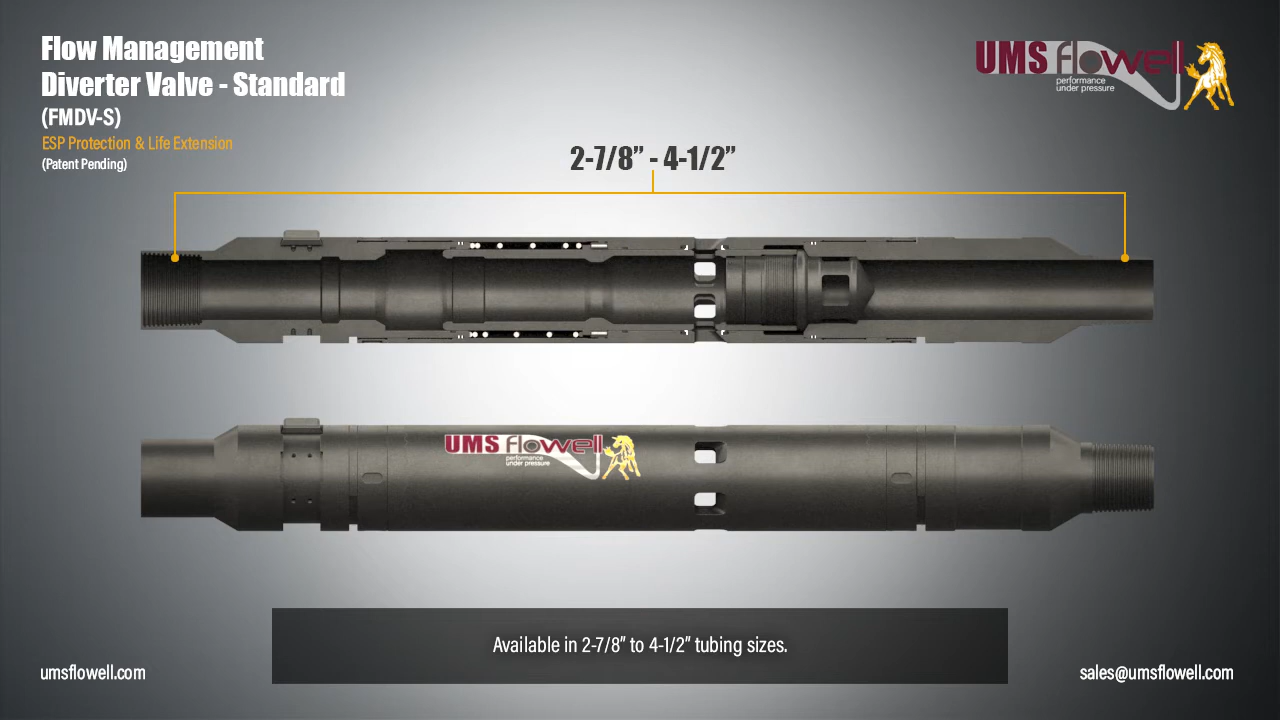 Flow Management
Diverter Valve - Standard
(FMDV-S)
ESP Protection & Life Extension
(Patent Pending)
UMS flowell
performance
under pressure
2-7/8” - 4-1/2”
UMS flowell
performance
under pressure
Available in 2-7/8” to 4-1/2” tubing sizes.
umsflowell.com
sales@umsflowell.com